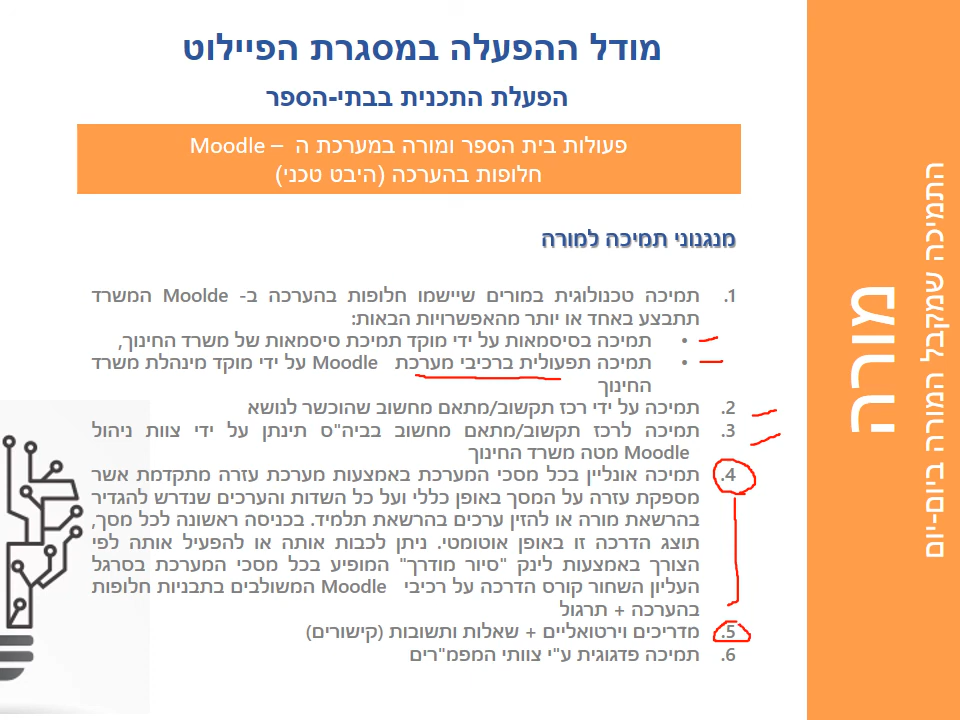 מודל ההפעלה במסגרת הפיילוט
הפעלת התכנית בבתי-הספר
פעולות בית הספר ומורה במערכת ה – Moodle
חלופות בהערכה (היבט טכני)
מנגנוני תמיכה למורה
1. תמיכה טכנולוגית במורים שיישמו חלופות בהערכה ב- Moolde המשרד
תתבצע באחד או יותר מהאפשרויות הבאות:
• תמיכה בסיסמאות על ידי מוקד תמיכת סיסמאות של משרד החינוך,
• תמיכה תפעולית ברכיבי מערכת Moodle על ידי מוקד מינהלת משרד
החינוך
2. תמיכה על ידי רכז תקשוב/מתאם מחשוב שהוכשר לנושא
3. תמיכה לרכז תקשוב/מתאם מחשוב בביה"ס תינתן על ידי צוות ניהול
Moodle מטה משרד החינוך
4. תמיכה אונליין בכל מסכי המערכת באמצעות מערכת עזרה מתקדמת אשר
מספקת עזרה על המסך באופן כללי ועל כל השדות והערכים שנדרש להגדיר
בהרשאת מורה או להזין ערכים בהרשאת תלמיד. בכניסה ראשונה לכל מסך,
תוצג הדרכה זו באופן אוטומטי. ניתן לכבות אותה או להפעיל אותה לפי
הצורך באמצעות לינק "סיור מודרך" המופיע בכל מסכי המערכת בסרגל
העליון השחור קורס הדרכה על רכיבי Moodle המשולבים בתבניות חלופות
בהערכה + תרגול
5. מדריכים וירטואליים + שאלות ותשובות (קישורים)
6. תמיכה פדגוגית ע"י צוותי המפמ"רים
מורה
התמיכה שמקבל המורה ביום-יום